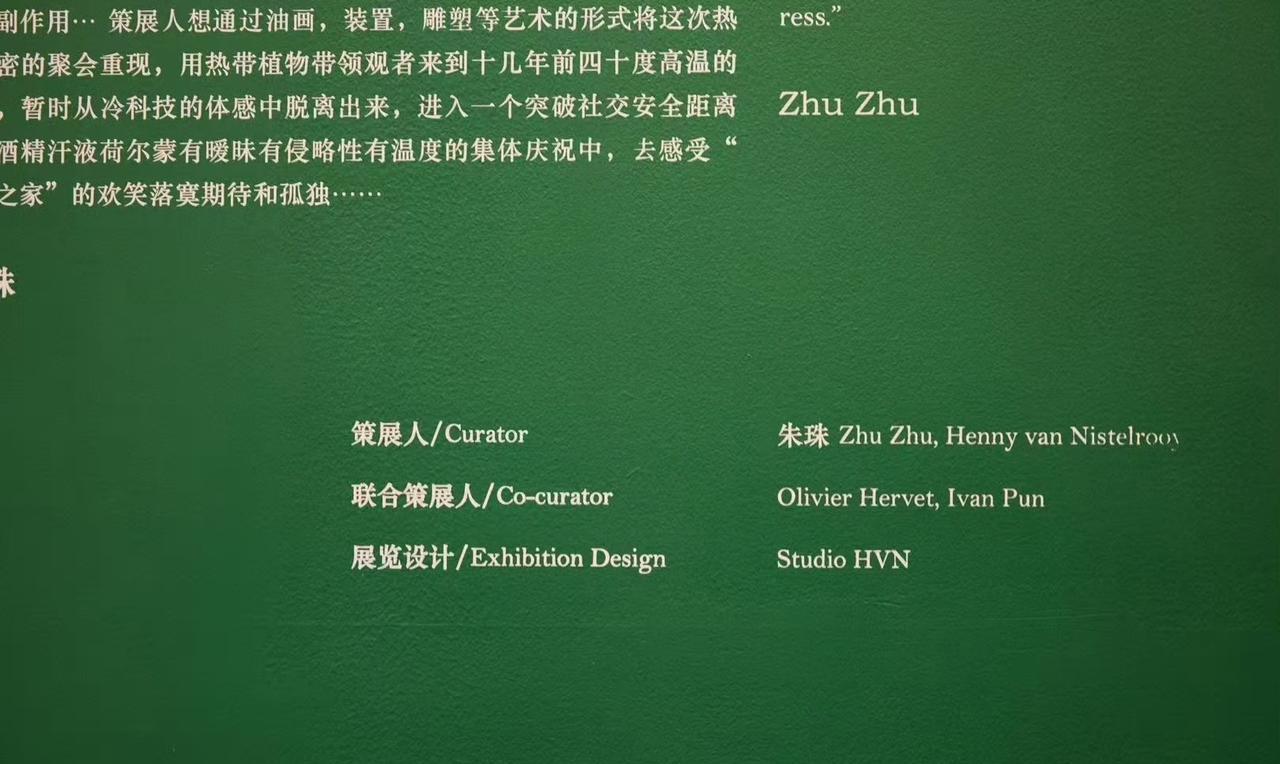 副作用… 策展人想通过油画，装置，雕塑等艺术的形式将这次热
密的聚会重现，用热带植物带领观者来到十几年前四十度高温的
，暂时从冷科技的体感中脱离出来，进入一个突破社交安全距离
酒精汗液荷尔蒙有暧昧有侵略性有温度的集体庆祝中，去感受“
之家”的欢笑落寞期待和孤独……
珠
ress.”
Zhu Zhu
策展人/Curator 朱珠 Zhu Zhu, Henny van Nistelrooy
联合策展人/Co-curator Olivier Hervet, Ivan Pun
展览设计/Exhibition Design Studio HVN